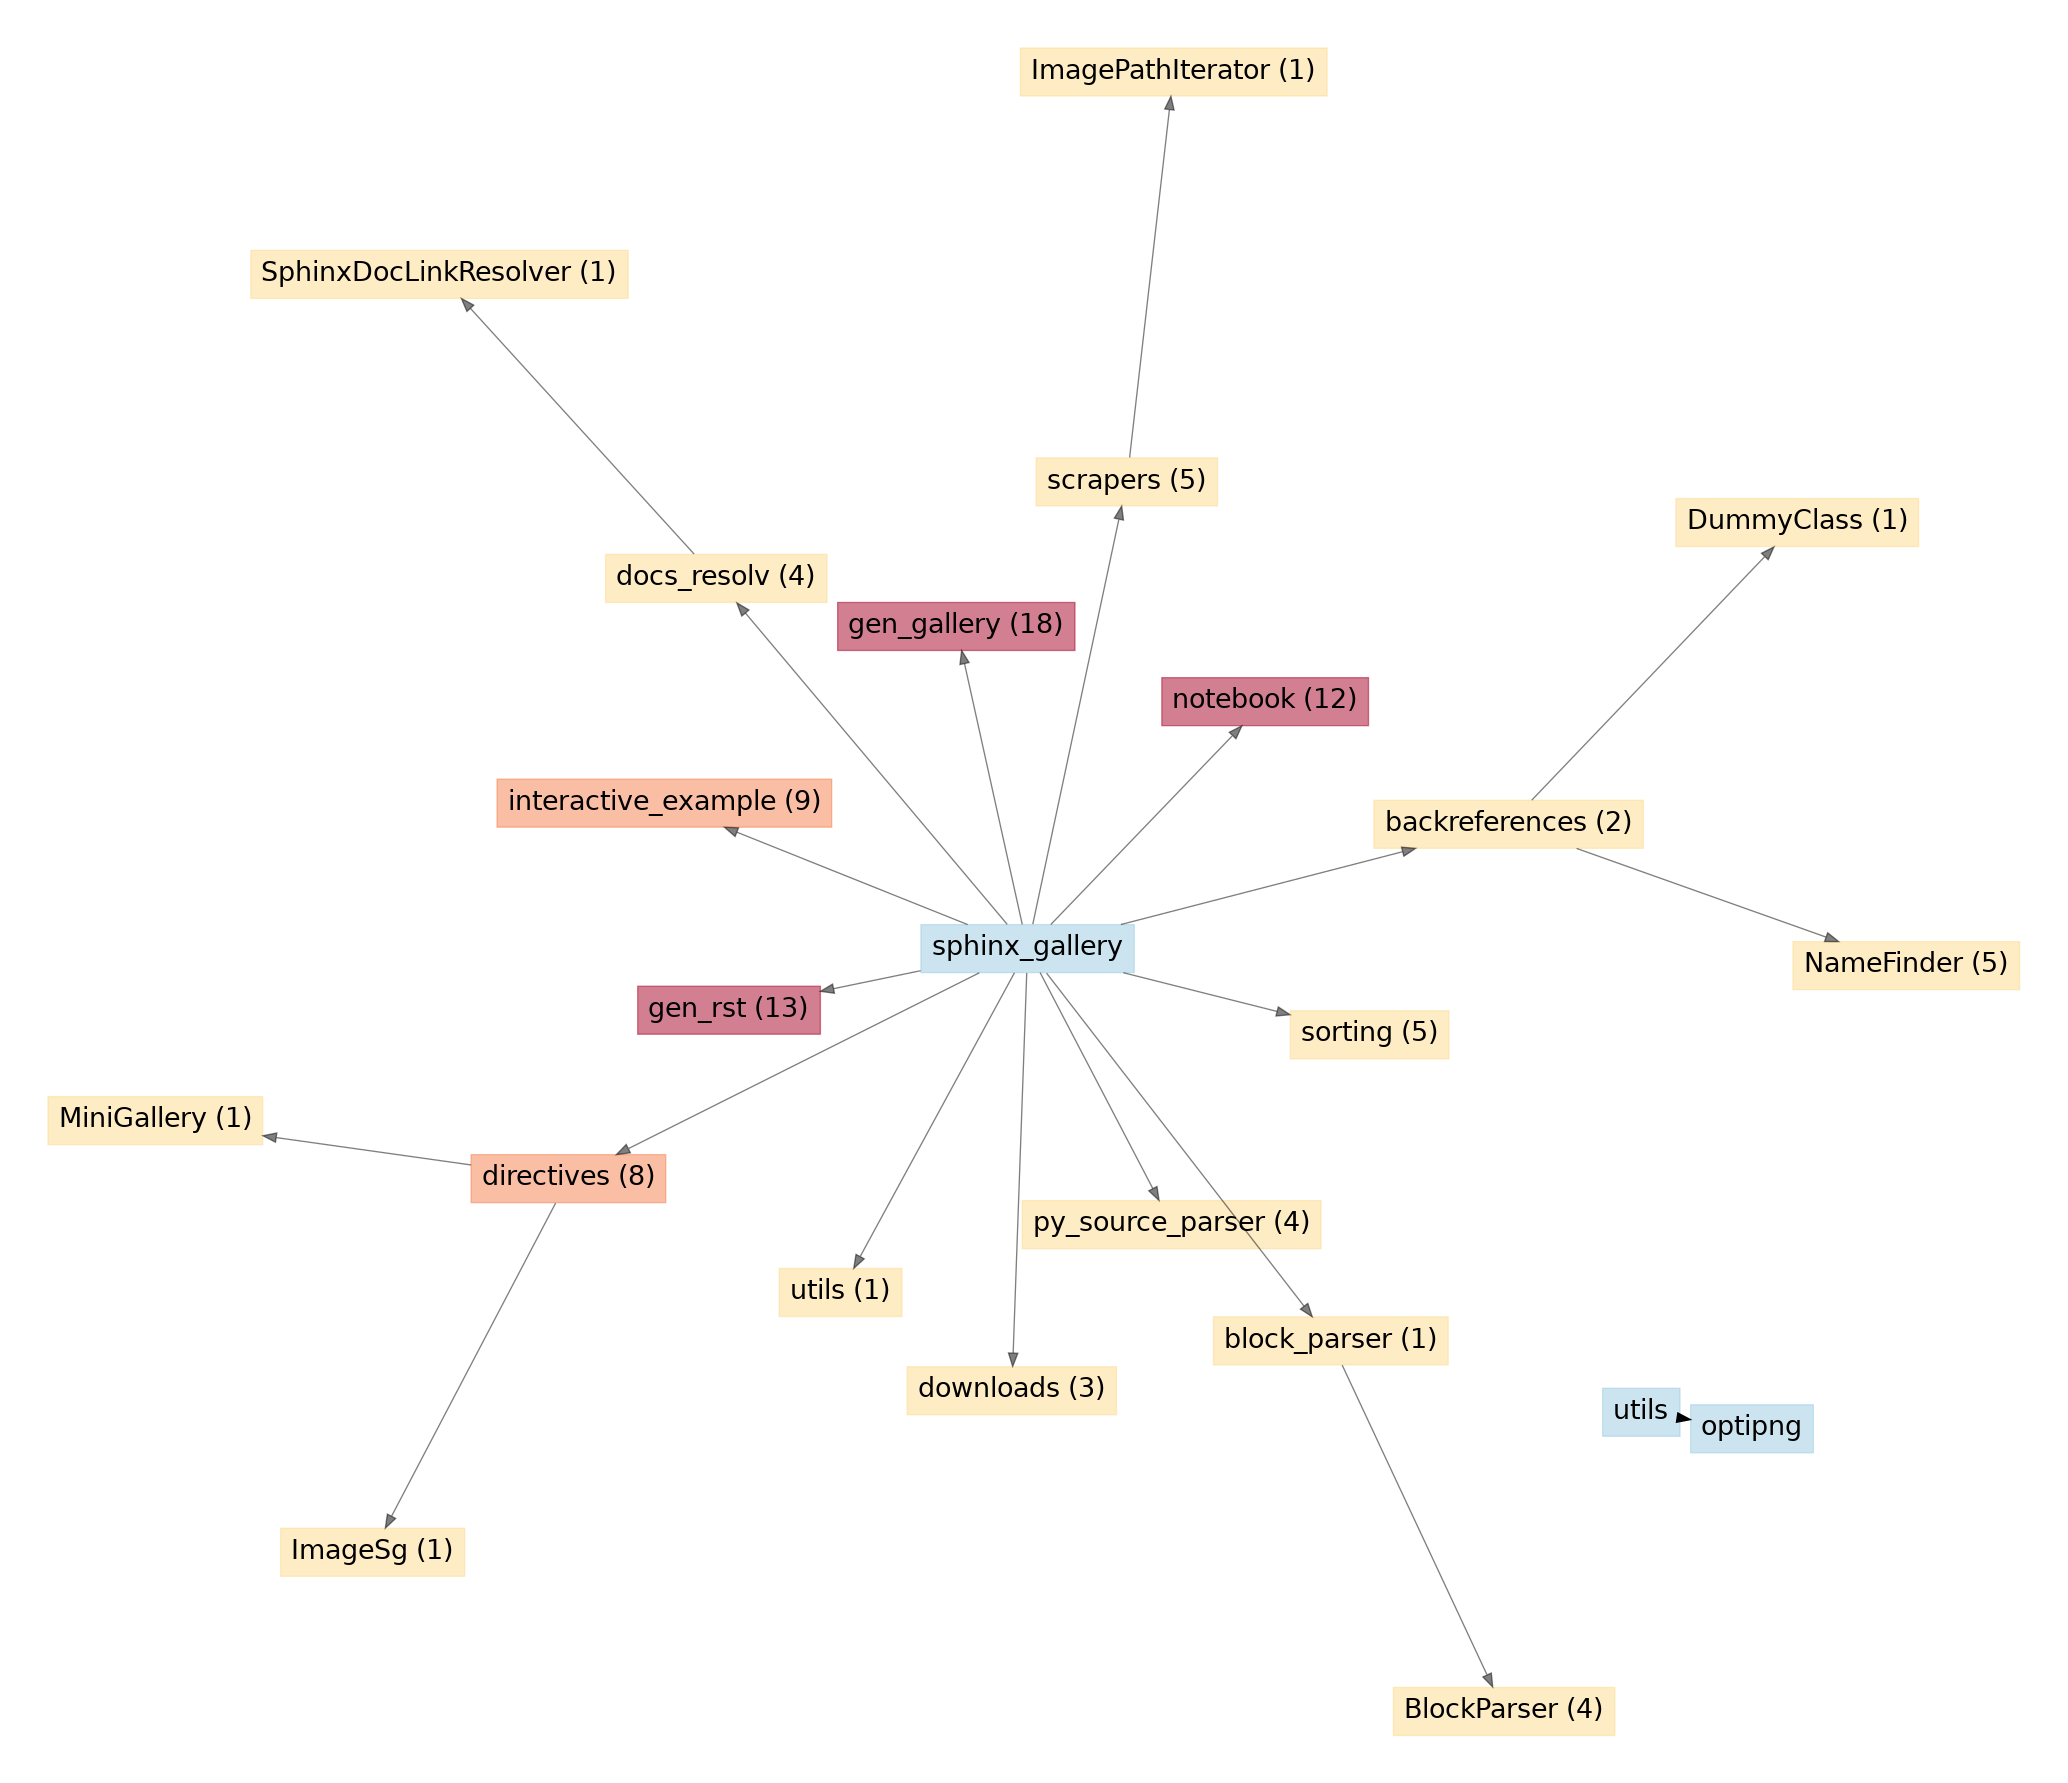 ImagePathIterator (1)
SphinxDocLinkResolver (1)
scrapers (5)
DummyClass (1)
docs_resolv (4)
gen_gallery (18)
notebook (12)
interactive_example (9)
backreferences (2)
sphinx_gallery
NameFinder (5)
gen_rst (13)
sorting (5)
MiniGallery (1)
directives (8)
py_source_parser (4)
utils (1)
block_parser (1)
downloads (3)
utils
optipng
ImageSg (1)
BlockParser (4)